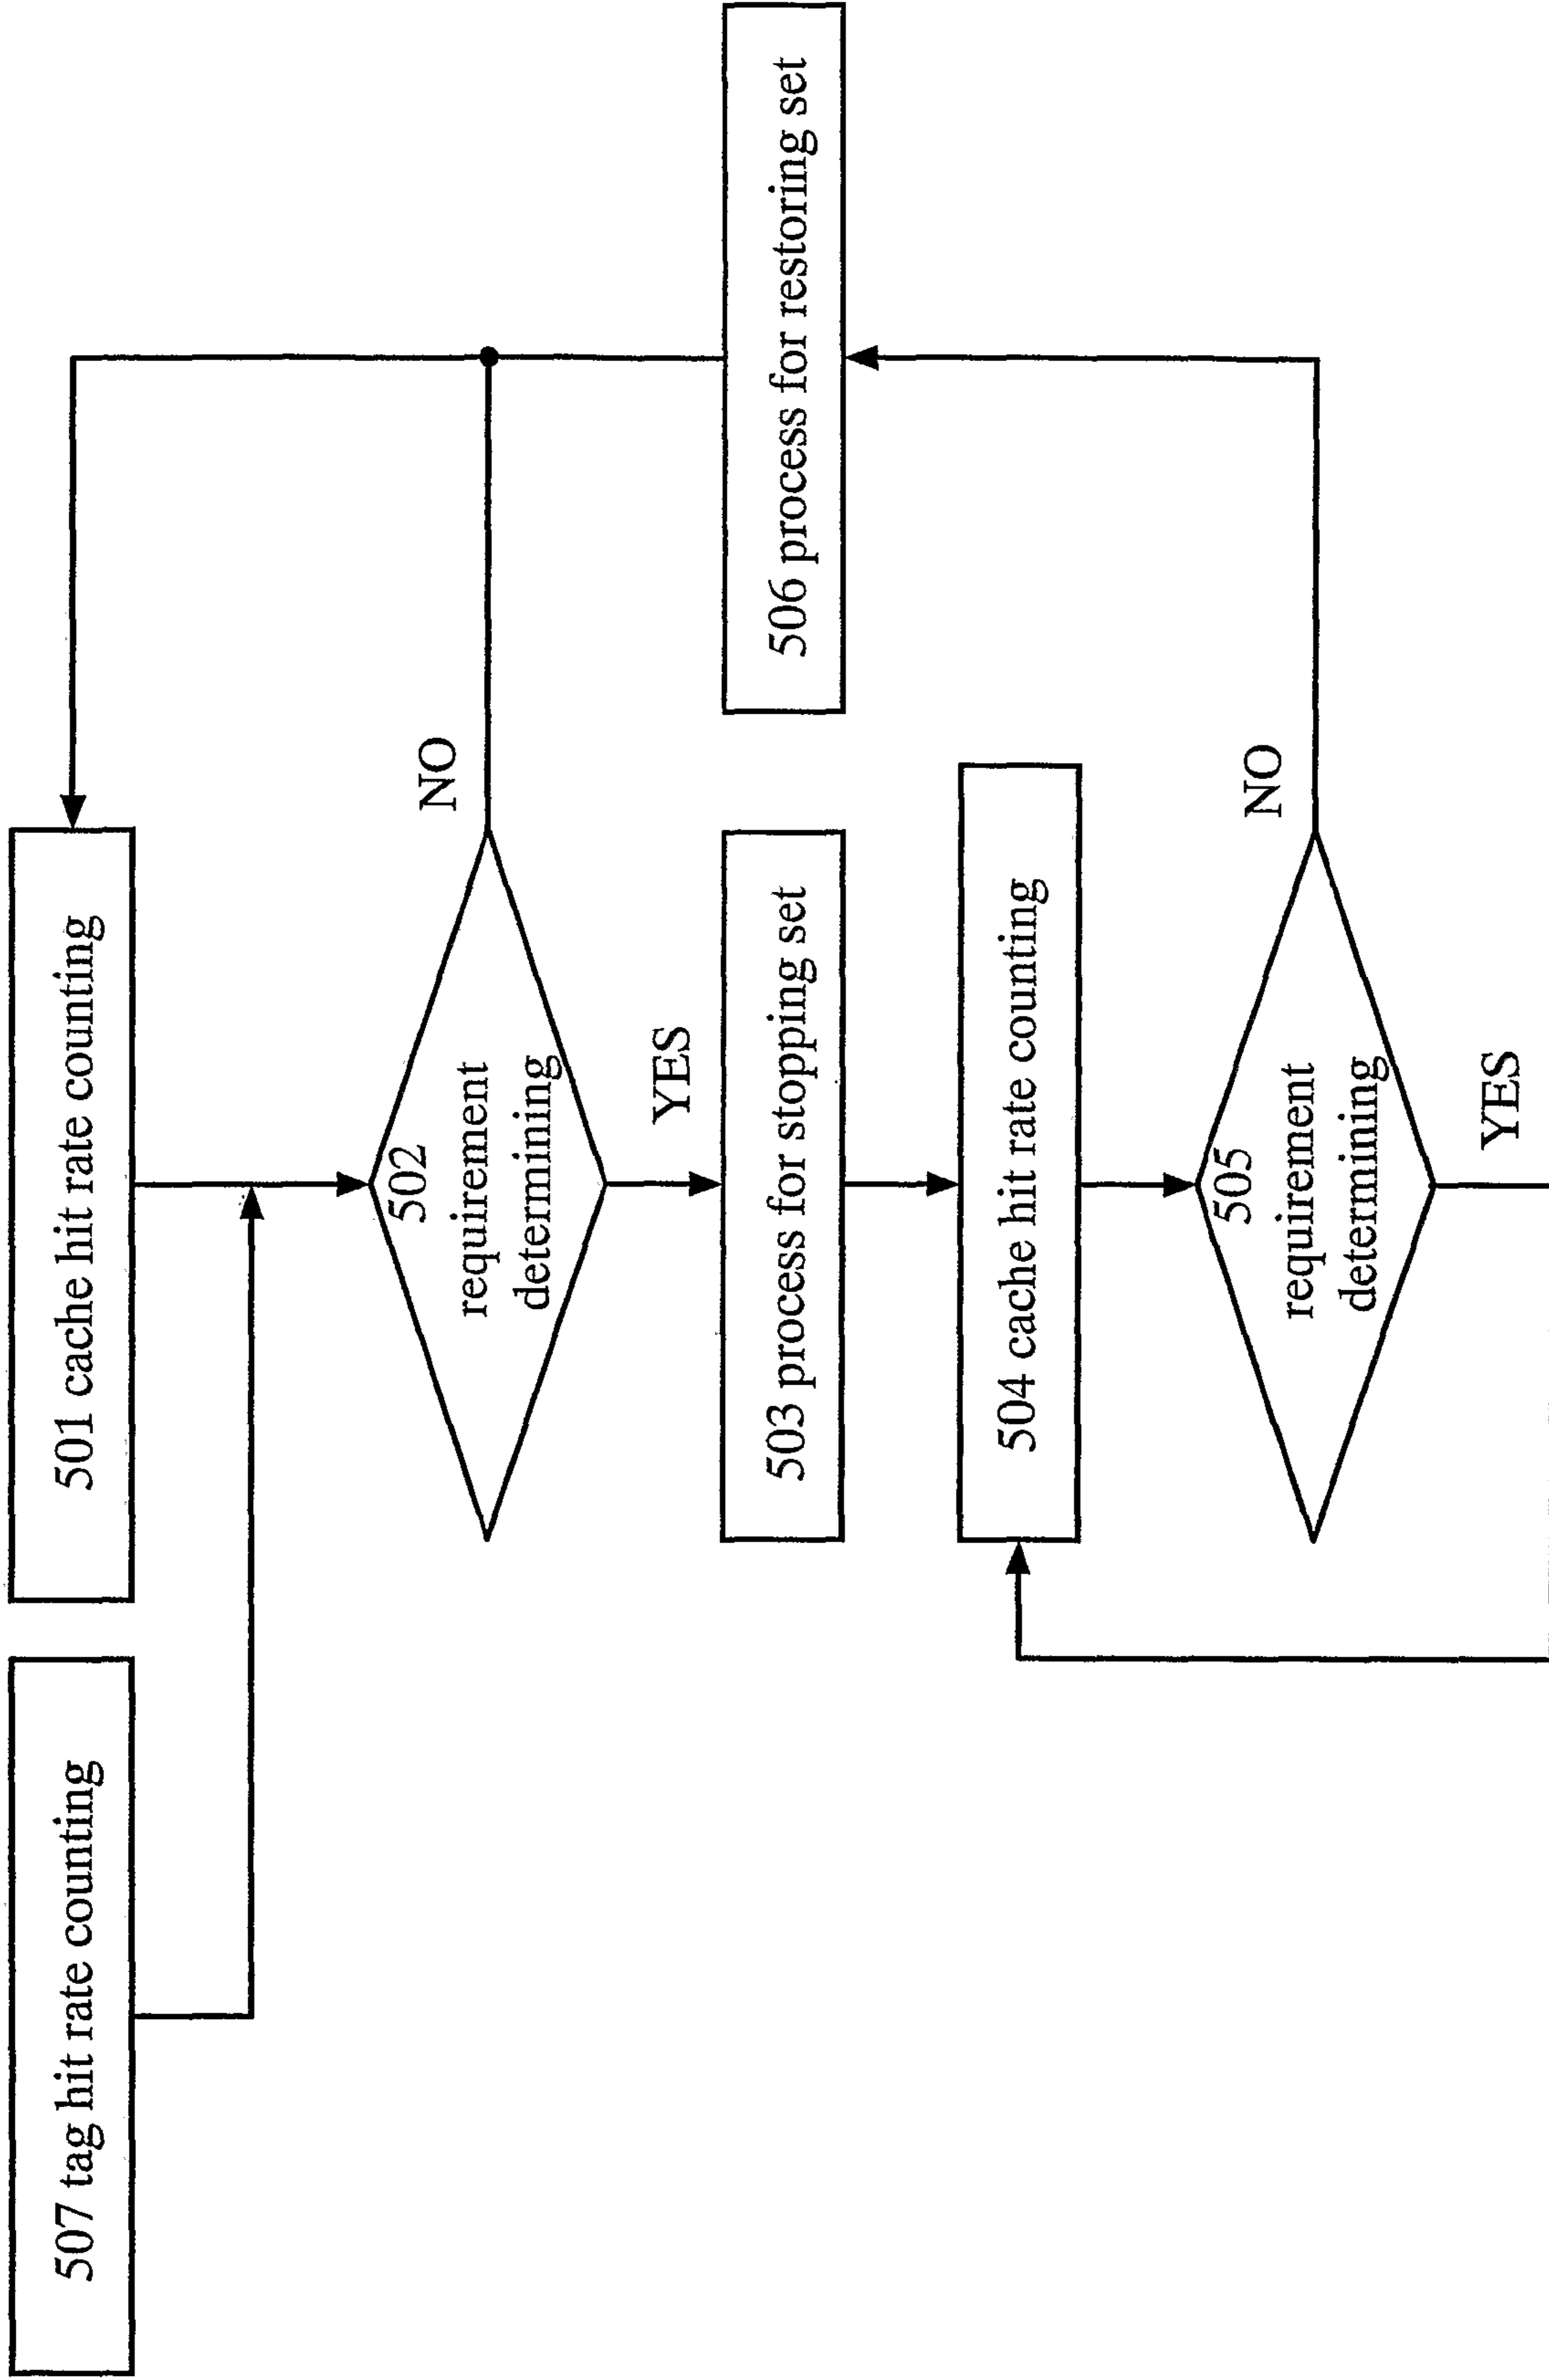 507 tag hit rate counting
501 cache hit rate counting
502
requirement
determining
NO
YES
503 process for stopping set
506 process for restoring set
504 cache hit rate counting
505
requirement
determining
NO
YES